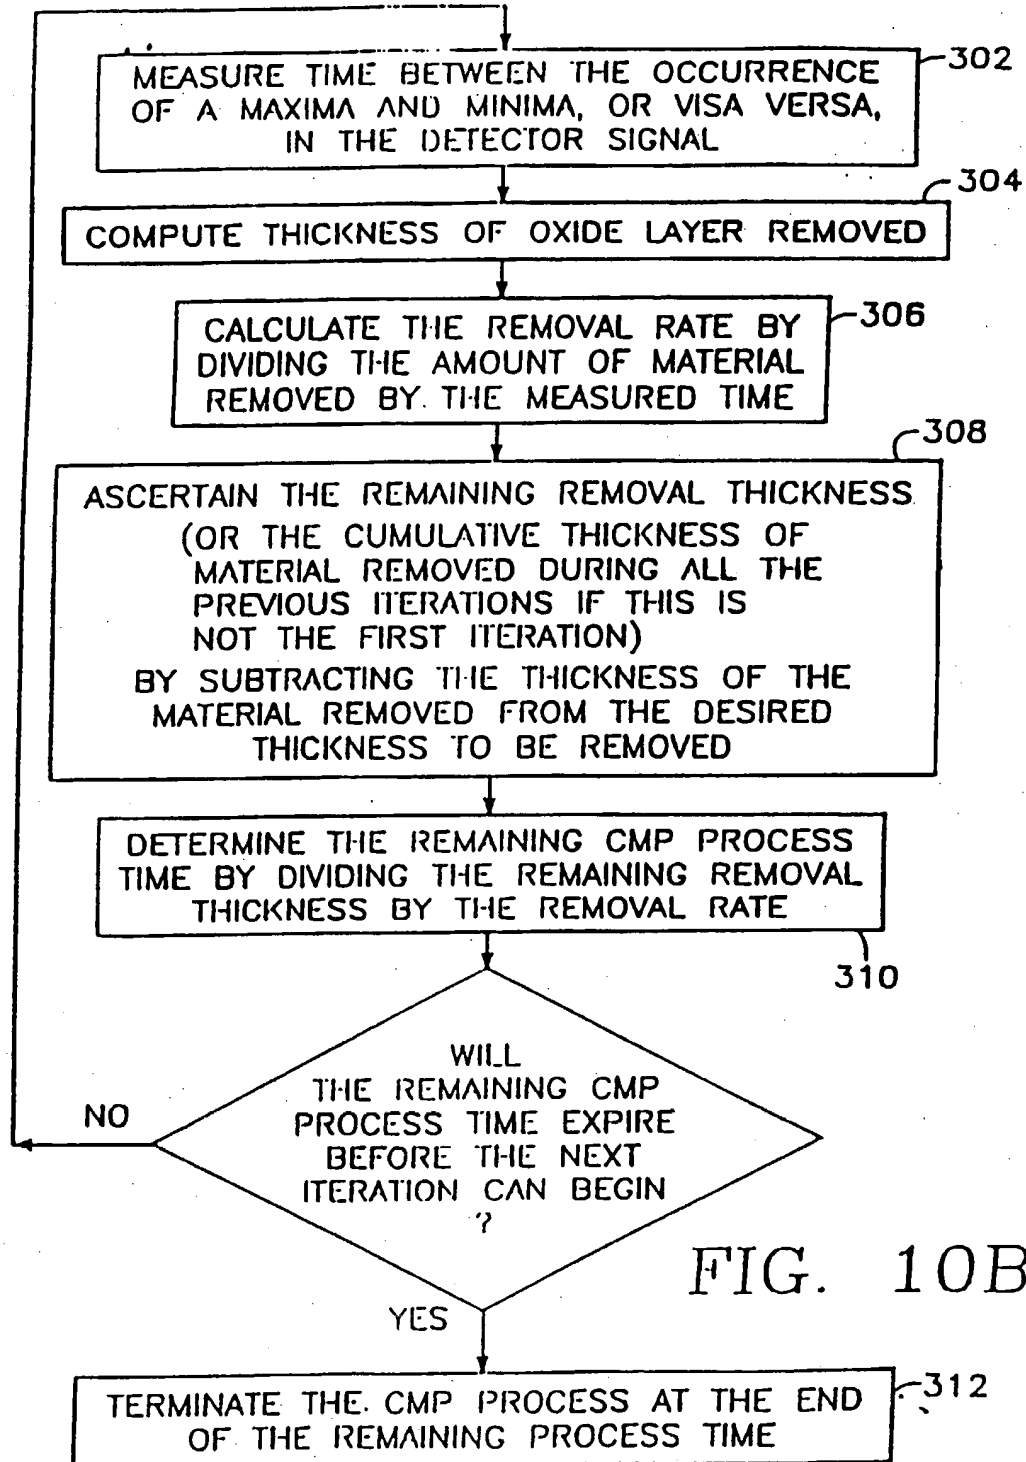 MEASURE TIME BETWEEN THE OCCURRENCE
OF A MAXIMA AND MINIMA, OR VISA VERSA,
IN THE DETECTOR SIGNAL
302
COMPUTE THICKNESS OF OXIDE LAYER REMOVED
304
CALCULATE THE REMOVAL RATE BY
DIVIDING THE AMOUNT OF MATERIAL
REMOVED BY THE MEASURED TIME
306
308
ASCERTAIN THE REMAINING REMOVAL THICKNESS
(OR THE CUMULATIVE THICKNESS OF
MATERIAL REMOVED DURING ALL THE
PREVIOUS ITERATIONS IF THIS IS
NOT THE FIRST ITERATION)
BY SUBTRACTING THE THICKNESS OF THE
MATERIAL REMOVED FROM THE DESIRED
THICKNESS TO BE REMOVED
DETERMINE THE REMAINING CMP PROCESS
TIME BY DIVIDING THE REMAINING REMOVAL
THICKNESS BY THE REMOVAL RATE
310
WILL
THE REMAINING CMP
PROCESS TIME EXPIRE
BEFORE THE NEXT
ITERATION CAN BEGIN
?
NO
YES
FIG. 10B
TERMINATE THE CMP PROCESS AT THE END
OF THE REMAINING PROCESS TIME
312